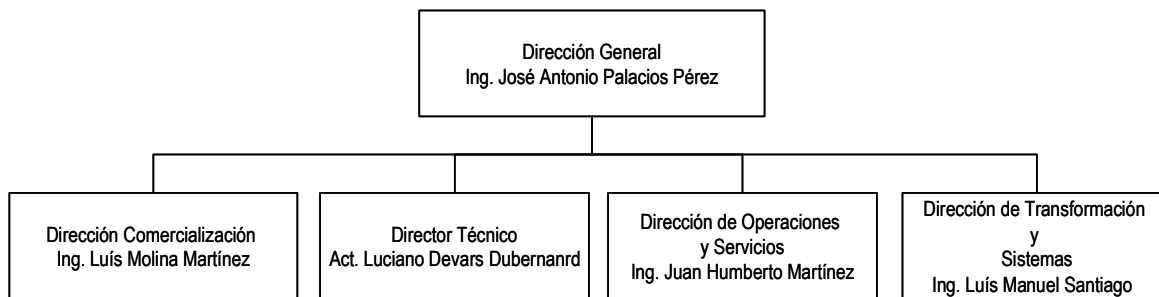 Dirección General
Ing. José Antonio Palacios Pérez
Dirección Comercialización
Ing. Luís Molina Martínez
Director Técnico
Act. Luciano Devars Dubernanrd
Dirección de Operaciones
y Servicios
Ing. Juan Humberto Martínez
Dirección de Transformación
y
Sistemas
Ing. Luís Manuel Santiago